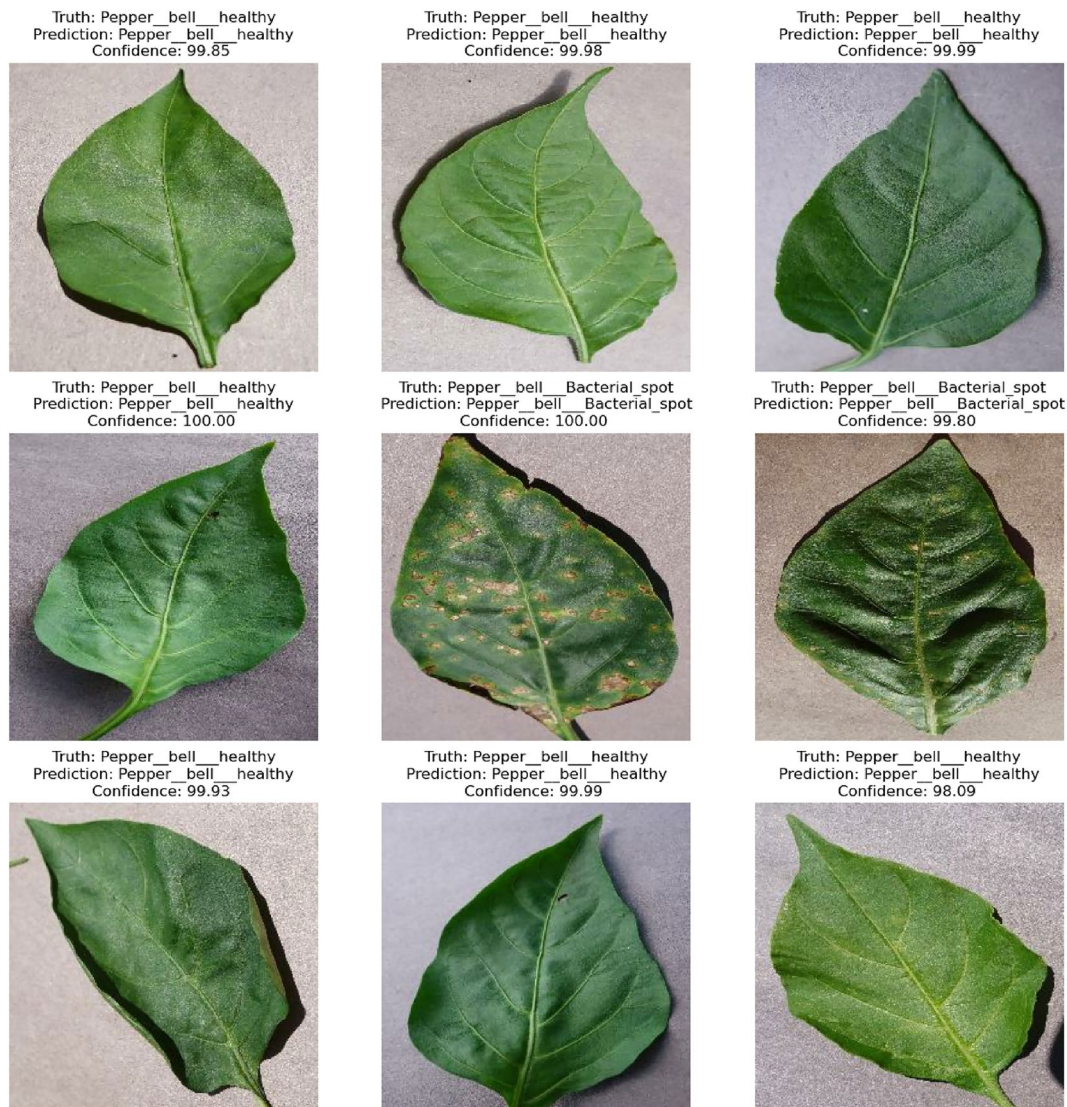 Truth: Pepper__bell___healthy
Prediction: Pepper__bell___healthy
Confidence: 99.85
Truth: Pepper__bell___healthy
Prediction: Pepper__bell___healthy
Confidence: 99.98
Truth: Pepper__bell___healthy
Prediction: Pepper__bell___healthy
Confidence: 99.99
Truth: Pepper__bell___healthy
Prediction: Pepper__bell___healthy
Confidence: 100.00
Truth: Pepper__bell___Bacterial_spot
Prediction: Pepper__bell___Bacterial_spot
Confidence: 100.00
Truth: Pepper__bell___Bacterial_spot
Prediction: Pepper__bell___Bacterial_spot
Confidence: 99.80
Truth: Pepper__bell___healthy
Prediction: Pepper__bell___healthy
Confidence: 99.93
Truth: Pepper__bell___healthy
Prediction: Pepper__bell___healthy
Confidence: 99.99
Truth: Pepper__bell___healthy
Prediction: Pepper__bell___healthy
Confidence: 98.09